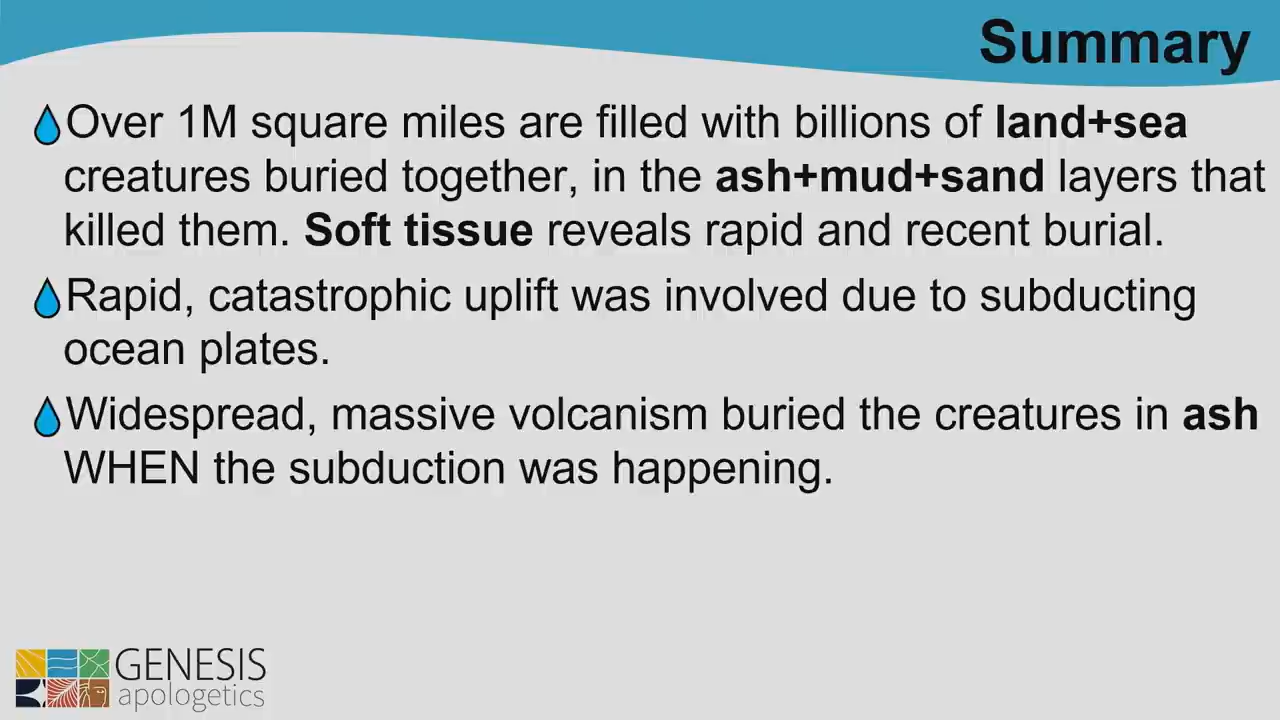 Summary
Over 1M square miles are filled with billions of land+sea
creatures buried together, in the ash+mud+sand layers that
killed them. Soft tissue reveals rapid and recent burial.
Rapid, catastrophic uplift was involved due to subducting
ocean plates.
Widespread, massive volcanism buried the creatures in ash
WHEN the subduction was happening.
GENESIS
apologetics